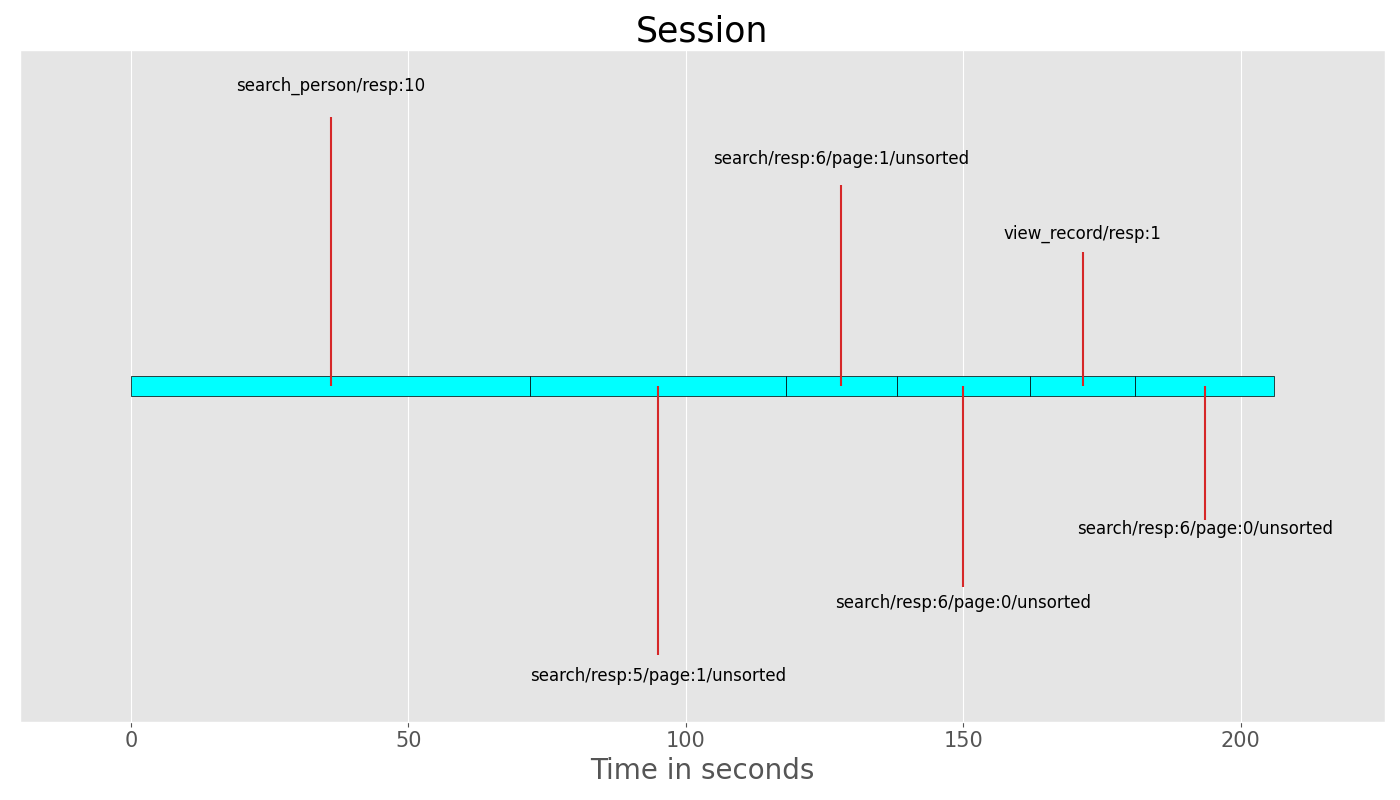 Session
search_person/resp:10
search/resp:6/page:1/unsorted
view_record/resp:1
search/resp:6/page:0/unsorted
search/resp:6/page:0/unsorted
search/resp:5/page:1/unsorted
0 50 100 150 200
Time in seconds